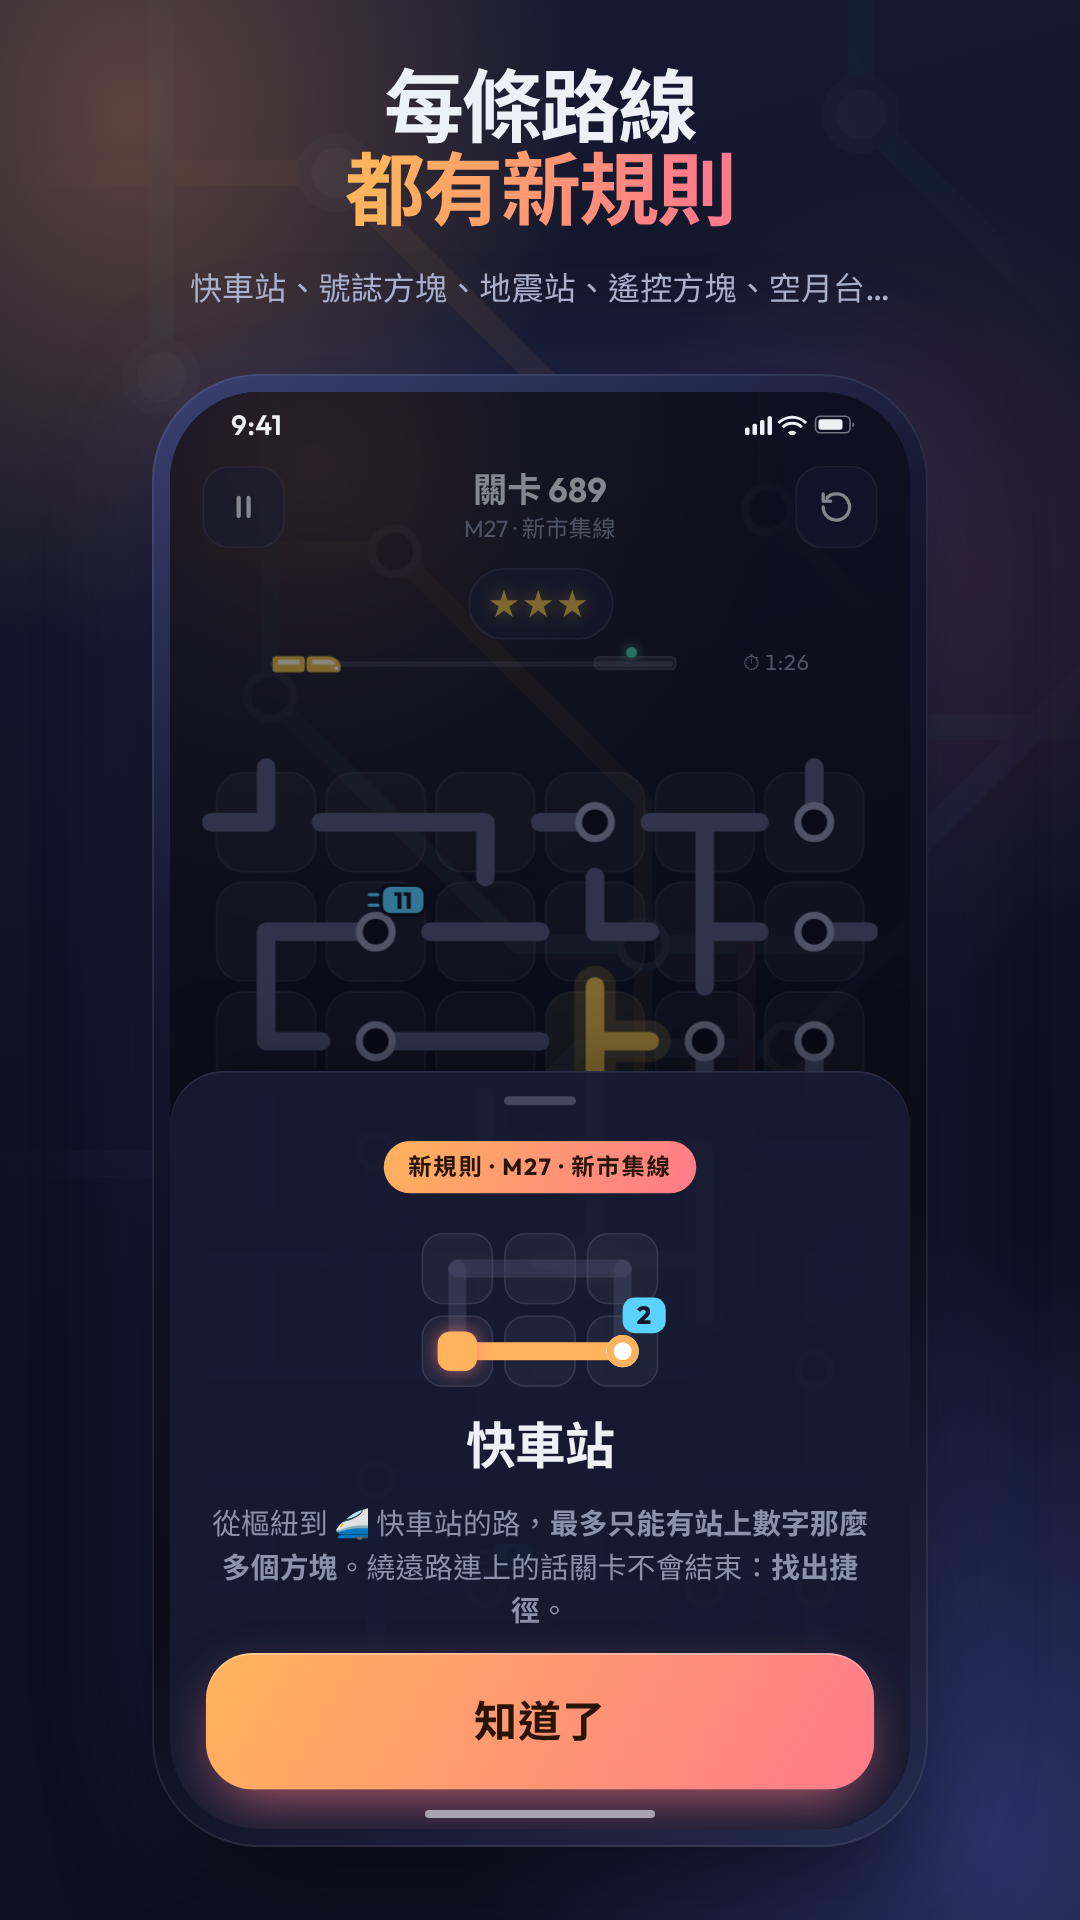 每條路線
都有新規則
快車站、號誌方塊、地震站、遙控方塊、空月台...
9:41
關卡 689
M27 · 新市集線
★★★
⏱ 1:26
11
新規則 · M27 · 新市集線
2
快車站
從樞紐到 🚄 快車站的路，最多只能有站上數字那麼
多個方塊。繞遠路連上的話關卡不會結束：找出捷
徑。
知道了